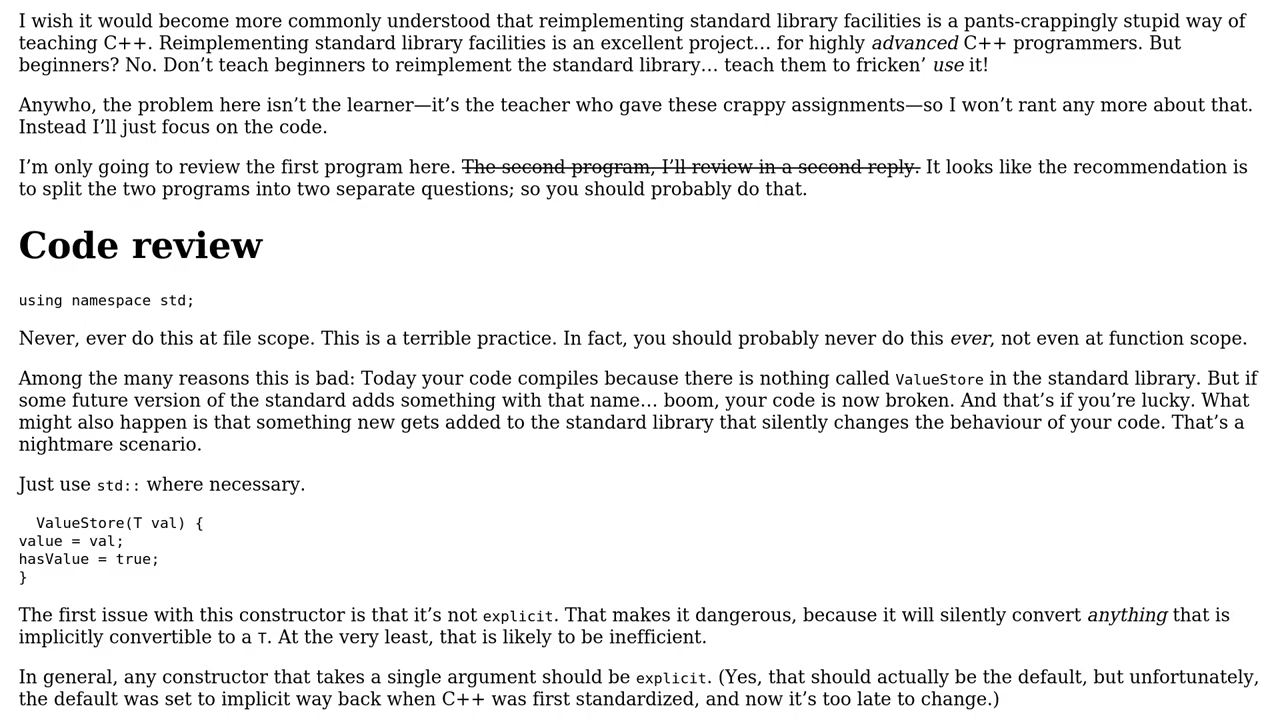 I wish it would become more commonly understood that reimplementing standard library facilities is a pants-crappingly stupid way of
teaching C++. Reimplementing standard library facilities is an excellent project… for highly advanced C++ programmers. But
beginners? No. Don’t teach beginners to reimplement the standard library… teach them to fricken’ use it!
Anywho, the problem here isn’t the learner—it’s the teacher who gave these crappy assignments—so I won’t rant any more about that.
Instead I’ll just focus on the code.
I’m only going to review the first program here. The second program, I’ll review in a second reply. It looks like the recommendation is
to split the two programs into two separate questions; so you should probably do that.
Code review
using namespace std;
Never, ever do this at file scope. This is a terrible practice. In fact, you should probably never do this ever, not even at function scope.
Among the many reasons this is bad: Today your code compiles because there is nothing called ValueStore in the standard library. But if
some future version of the standard adds something with that name… boom, your code is now broken. And that’s if you’re lucky. What
might also happen is that something new gets added to the standard library that silently changes the behaviour of your code. That’s a
nightmare scenario.
Just use std:: where necessary.
  ValueStore(T val) {
value = val;
hasValue = true;
}
The first issue with this constructor is that it’s not explicit. That makes it dangerous, because it will silently convert anything that is
implicitly convertible to a T. At the very least, that is likely to be inefficient.
In general, any constructor that takes a single argument should be explicit. (Yes, that should actually be the default, but unfortunately,
the default was set to implicit way back when C++ was first standardized, and now it’s too late to change.)